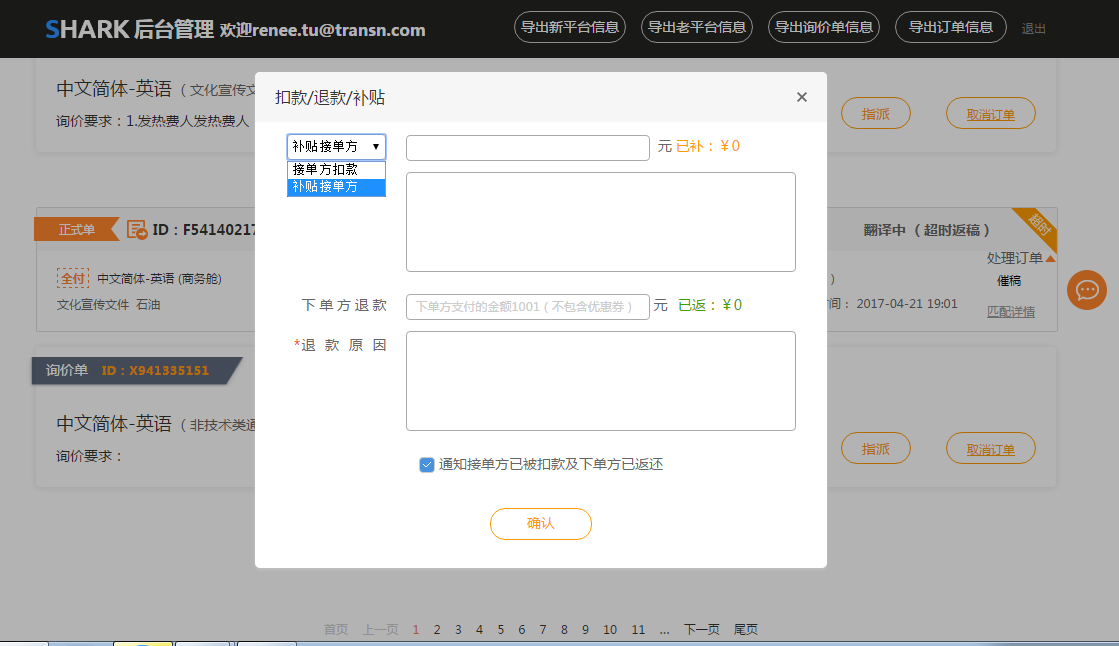 SHARK 后台管理 欢迎renee.tu@transn.com 导出新平台信息 导出老平台信息 导出询价单信息 导出订单信息 退出
扣款/退款/补贴 ×
中文简体-英语（文化宣传文
询价要求：1.发热费人发热费人
指派 取消订单
补贴接单方 ▼ 元 已补：￥0
接单方扣款
补贴接单方
正式单 ID：F54140217
翻译中（超时返稿） 超时
处理订单
全付 中文简体-英语 (商务舱)
） 催稿
文化宣传文件 石油
间： 2017-04-21 19:01 匹配详情
下单方退款 下单方支付的金额1001（不包含优惠券） 元 已返：￥0
*退款原因
询价单 ID：X941335151
中文简体-英语（非技术类通
询价要求：
指派 取消订单
通知接单方已被扣款及下单方已返还
确认
首页 上一页 1 2 3 4 5 6 7 8 9 10 11 ... 下一页 尾页